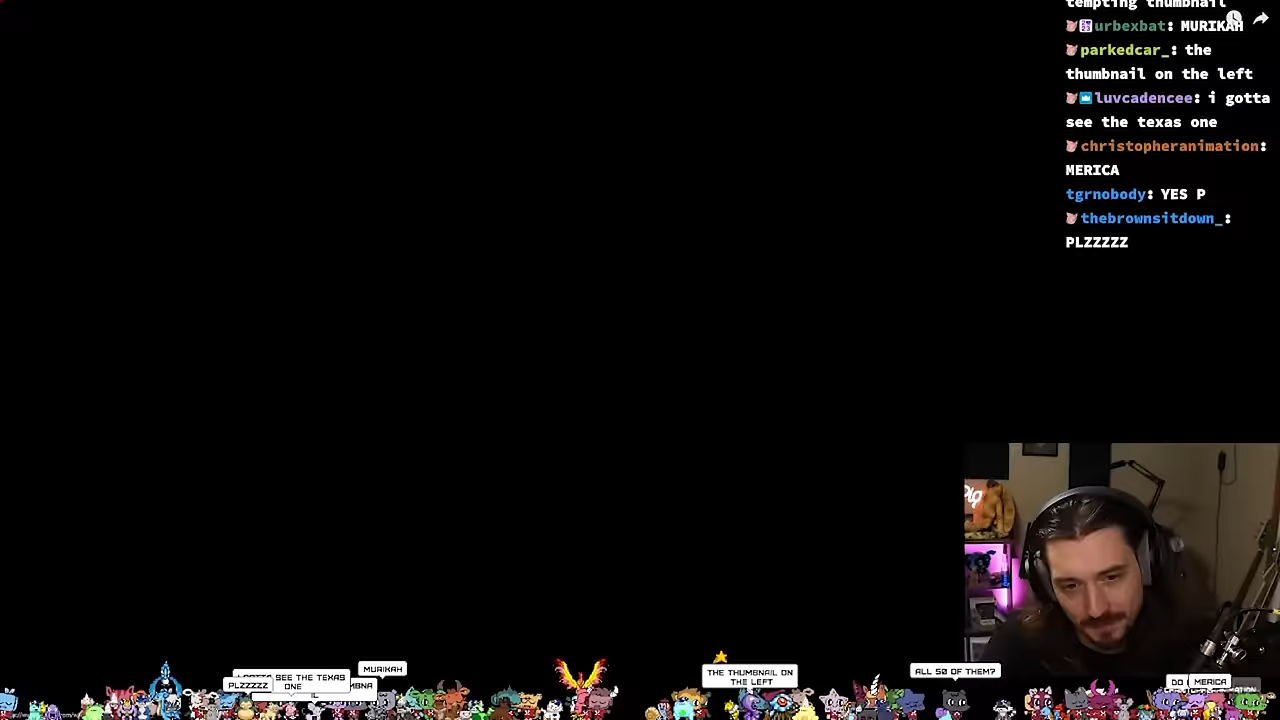 tempting thumbnail
urbexbat: MURIKAH
parkedcar_: the
thumbnail on the left
luvcadencee: i gotta
see the texas one
christopheranimation:
MERICA
tgrnobody: YES P
thebrownsitdown_:
PLZZZZZ
MURIKAH
SEE THE TEXAS
ONE
PLZZZZZ
THE THUMBNAIL ON
THE LEFT
ALL 50 OF THEM?
DO
MERICA